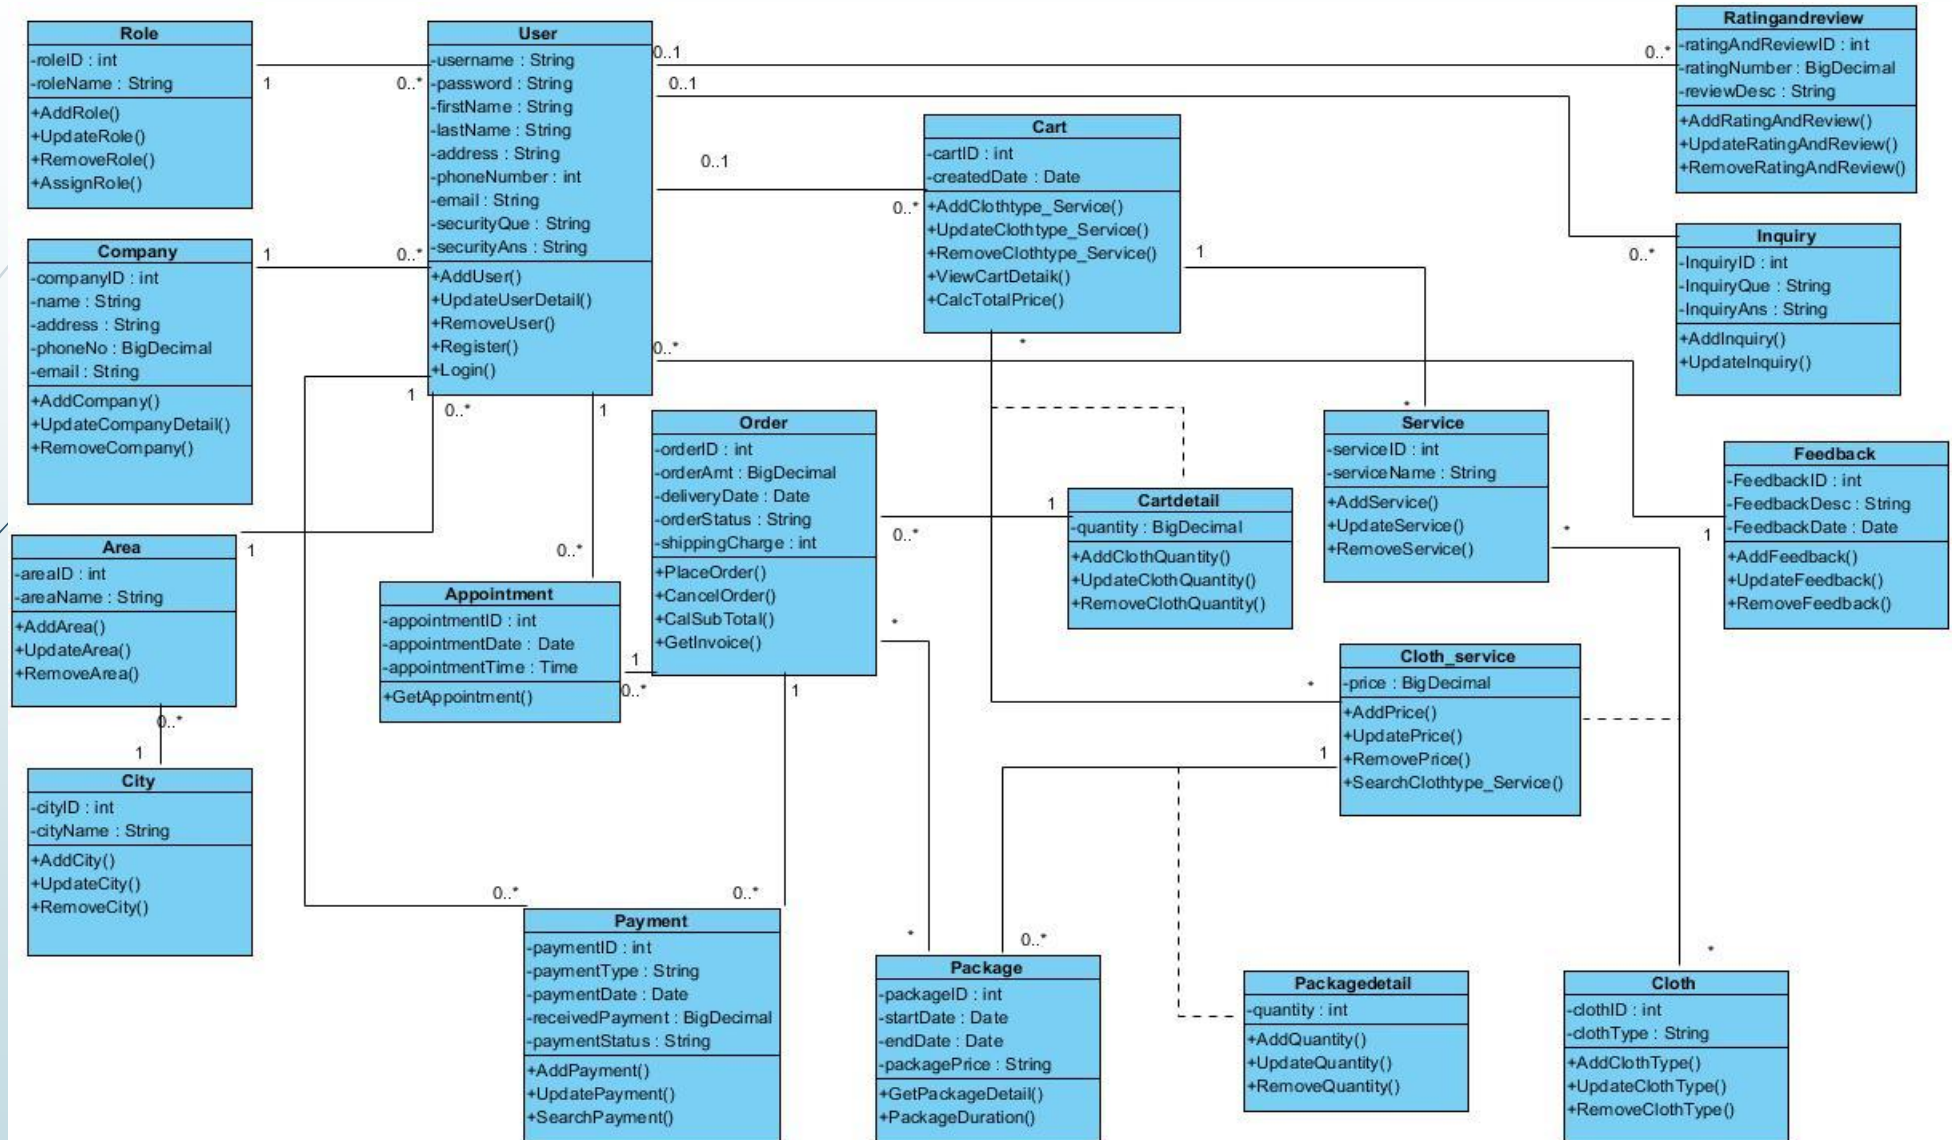 Role
-roleID : int
-roleName : String
+AddRole()
+UpdateRole()
+RemoveRole()
+AssignRole()
1
0..*
User
-username : String
-password : String
-firstName : String
-lastName : String
-address : String
-phoneNumber : int
-email : String
-securityQue : String
-securityAns : String
+AddUser()
+UpdateUserDetail()
+RemoveUser()
+Register()
+Login()
0..1
0..*
0..1
0..*
0..1
0..*
Ratingandreview
-ratingAndReviewID : int
-ratingNumber : BigDecimal
-reviewDesc : String
+AddRatingAndReview()
+UpdateRatingAndReview()
+RemoveRatingAndReview()
Cart
-cartID : int
-createdDate : Date
+AddClothtype_Service()
+UpdateClothtype_Service()
+RemoveClothtype_Service()
+ViewCartDetaik()
+CalcTotalPrice()
1
*
*
*
Inquiry
-InquiryID : int
-InquiryQue : String
-InquiryAns : String
+AddInquiry()
+UpdateInquiry()
Company
-companyID : int
-name : String
-address : String
-phoneNo : BigDecimal
-email : String
+AddCompany()
+UpdateCompanyDetail()
+RemoveCompany()
1
0..*
0..*
1
1
0..*
1
0..*
Order
-orderID : int
-orderAmt : BigDecimal
-deliveryDate : Date
-orderStatus : String
-shippingCharge : int
+PlaceOrder()
+CancelOrder()
+CalSubTotal()
+GetInvoice()
1
0..*
Service
-serviceID : int
-serviceName : String
+AddService()
+UpdateService()
+RemoveService()
*
Feedback
-FeedbackID : int
-FeedbackDesc : String
-FeedbackDate : Date
+AddFeedback()
+UpdateFeedback()
+RemoveFeedback()
Cartdetail
-quantity : BigDecimal
+AddClothQuantity()
+UpdateClothQuantity()
+RemoveClothQuantity()
Area
-areaID : int
-areaName : String
+AddArea()
+UpdateArea()
+RemoveArea()
1
0..*
1
Appointment
-appointmentID : int
-appointmentDate : Date
-appointmentTime : Time
+GetAppointment()
1
0..*
*
1
Cloth_service
-price : BigDecimal
+AddPrice()
+UpdatePrice()
+RemovePrice()
+SearchClothtype_Service()
1
City
-cityID : int
-cityName : String
+AddCity()
+UpdateCity()
+RemoveCity()
0..*
0..*
*
0..*
*
Payment
-paymentID : int
-paymentType : String
-paymentDate : Date
-receivedPayment : BigDecimal
-paymentStatus : String
+AddPayment()
+UpdatePayment()
+SearchPayment()
Package
-packageID : int
-startDate : Date
-endDate : Date
-packagePrice : String
+GetPackageDetail()
+PackageDuration()
Packagedetail
-quantity : int
+AddQuantity()
+UpdateQuantity()
+RemoveQuantity()
Cloth
-clothID : int
-clothType : String
+AddClothType()
+UpdateClothType()
+RemoveClothType()